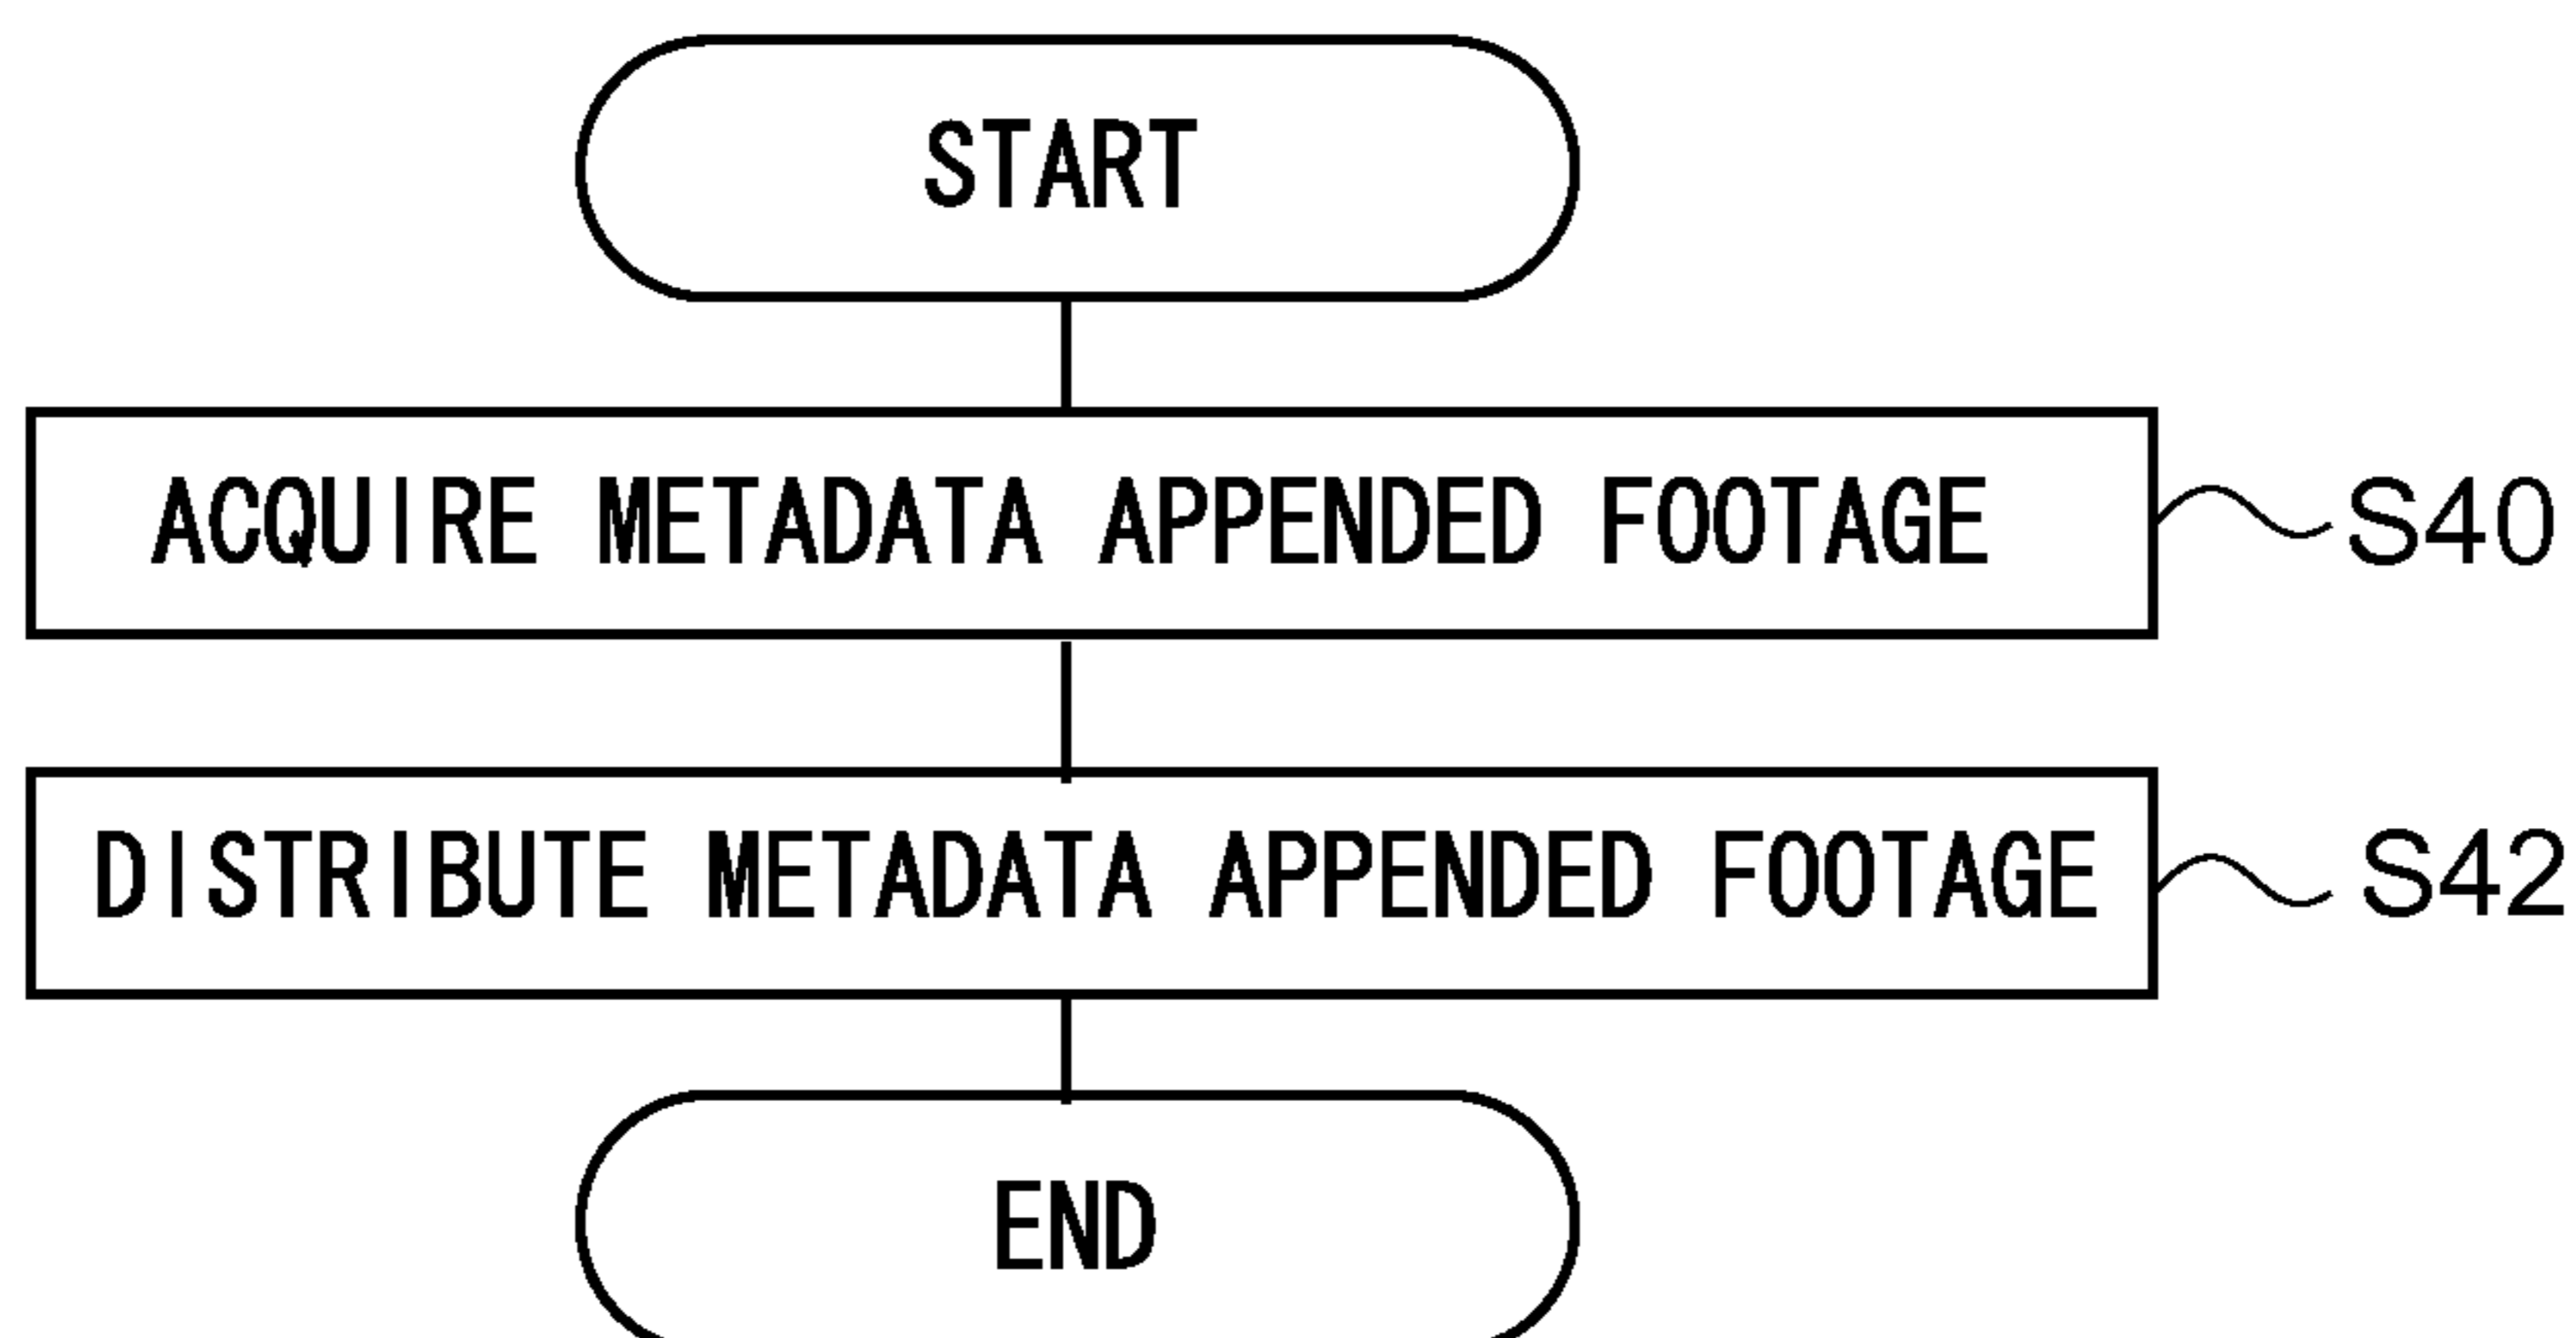 START
ACQUIRE METADATA APPENDED FOOTAGE
S40
DISTRIBUTE METADATA APPENDED FOOTAGE
S42
END